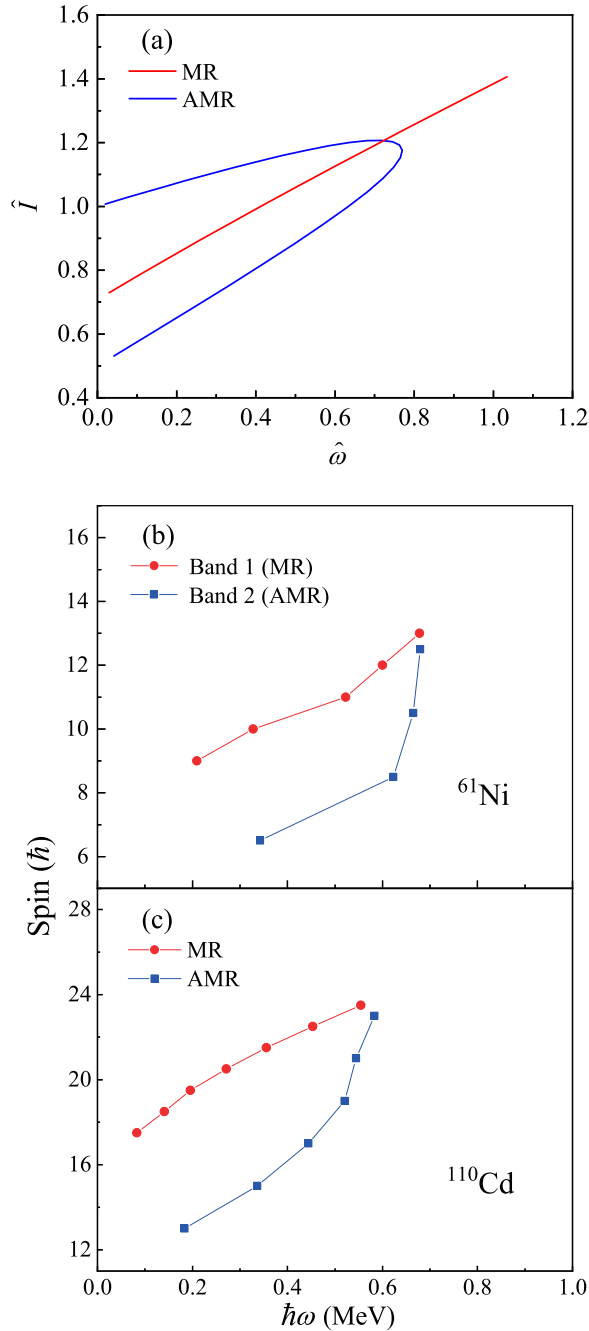 (a)
MR
AMR
1.6
1.4
1.2
1.0
0.8
0.6
0.4
Î
0.0 0.2 0.4 0.6 0.8 1.0 1.2
ω̂
(b)
Band 1 (MR)
Band 2 (AMR)
16
14
12
10
8
6
⁶¹Ni
Spin (ħ)
(c)
MR
AMR
28
24
20
16
12
¹¹⁰Cd
0.0 0.2 0.4 0.6 0.8 1.0
ħω (MeV)